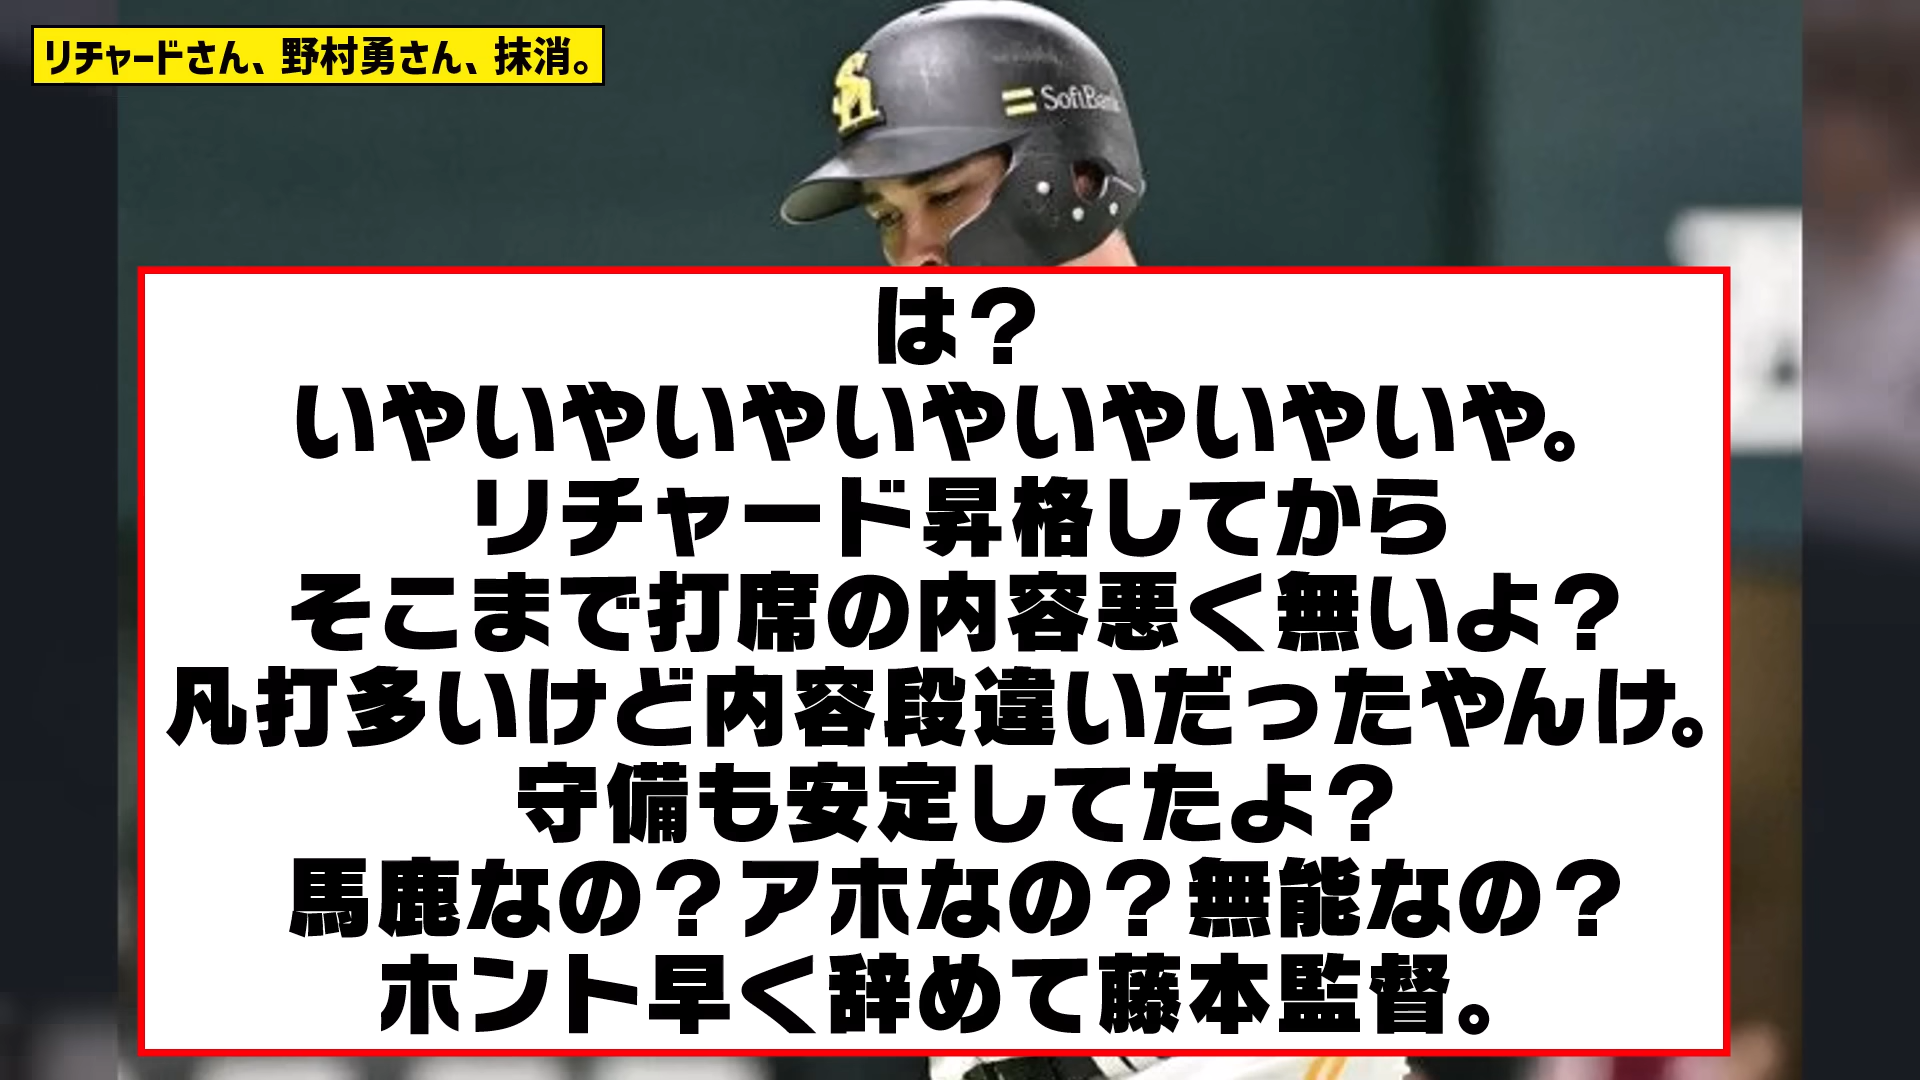 リチャードさん、野村勇さん、抹消。
SH
SoftBank
は？
いやいやいやいやいやいやいや。
リチャード昇格してから
そこまで打席の内容悪く無いよ？
凡打多いけど内容段違いだったやんけ。
守備も安定してたよ？
馬鹿なの？アホなの？無能なの？
ホント早く辞めて藤本監督。